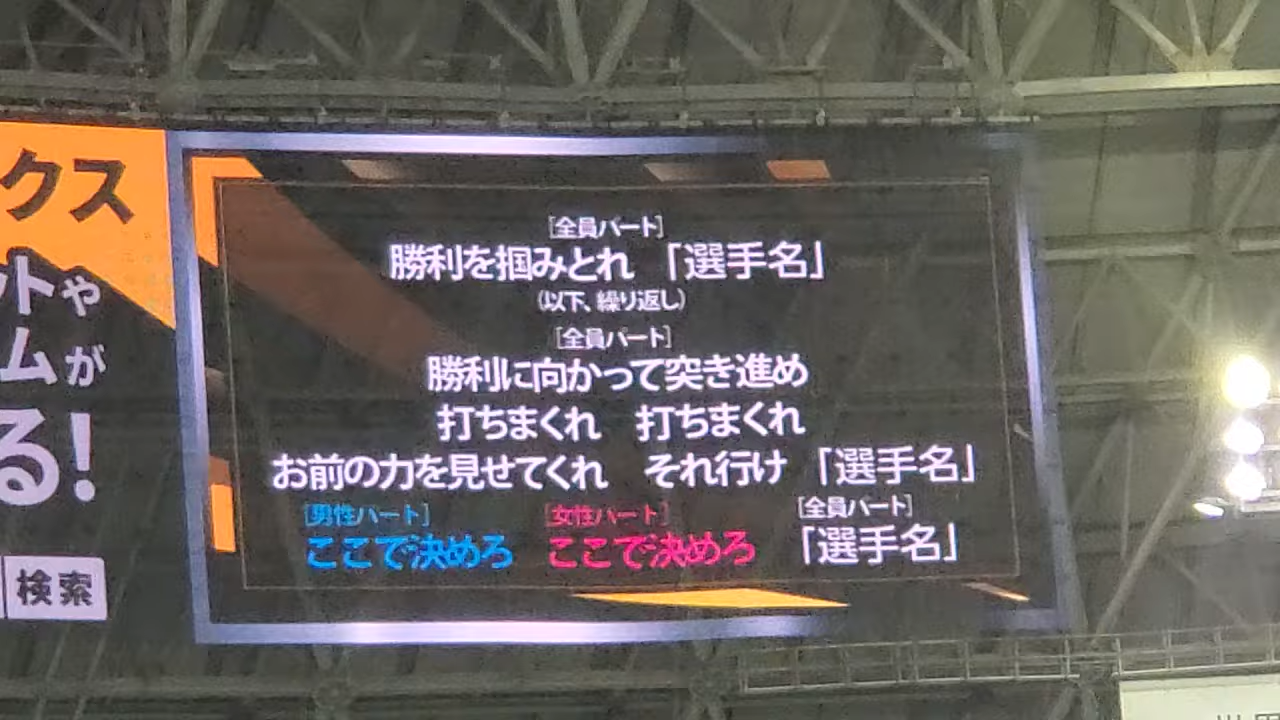 クス
ットや
ムが
る!
検索
[全員パート]
勝利を掴みとれ 「選手名」
(以下、繰り返し)
[全員パート]
勝利に向かって突き進め
打ちまくれ 打ちまくれ
お前の力を見せてくれ それ行け 「選手名」
[男性パート] [女性パート] [全員パート]
ここで決めろ ここで決めろ 「選手名」